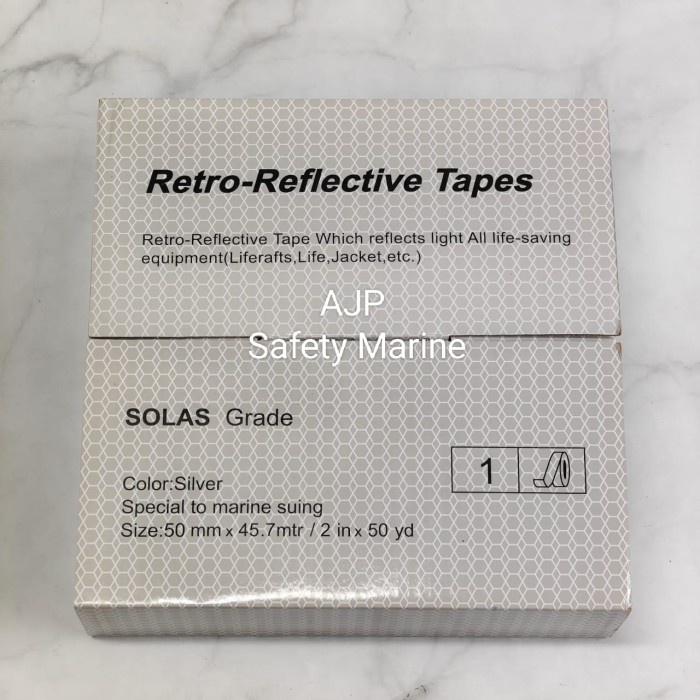 Retro-Reflective Tapes
Retro-Reflective Tape Which reflects light All life-saving
equipment(Liferafts,Life,Jacket,etc.)
AJP
Safety Marine
SOLAS Grade
1
Color:Silver
Special to marine suing
Size:50 mm x 45.7mtr / 2 in x 50 yd